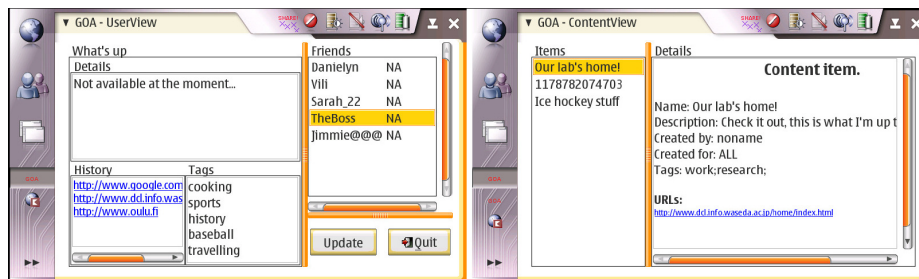 GOA - UserView
SHARE!
What's up
Details
Not available at the moment...
History
http://www.google.com
http://www.dcl.info.was
http://www.oulu.fi
Tags
cooking
sports
history
baseball
travelling
Friends
Danielyn NA
Vili NA
Sarah_22 NA
TheBoss NA
Jimmie@@@ NA
Update
Quit
GOA
GOA - ContentView
SHARE!
Items
Our lab's home!
1178782074703
Ice hockey stuff
Details
Content item.
Name: Our lab's home!
Description: Check it out, this is what I'm up t
Created by: noname
Created for: ALL
Tags: work;research;
URLs:
http://www.dcl.info.waseda.ac.jp/home/index.html
GOA